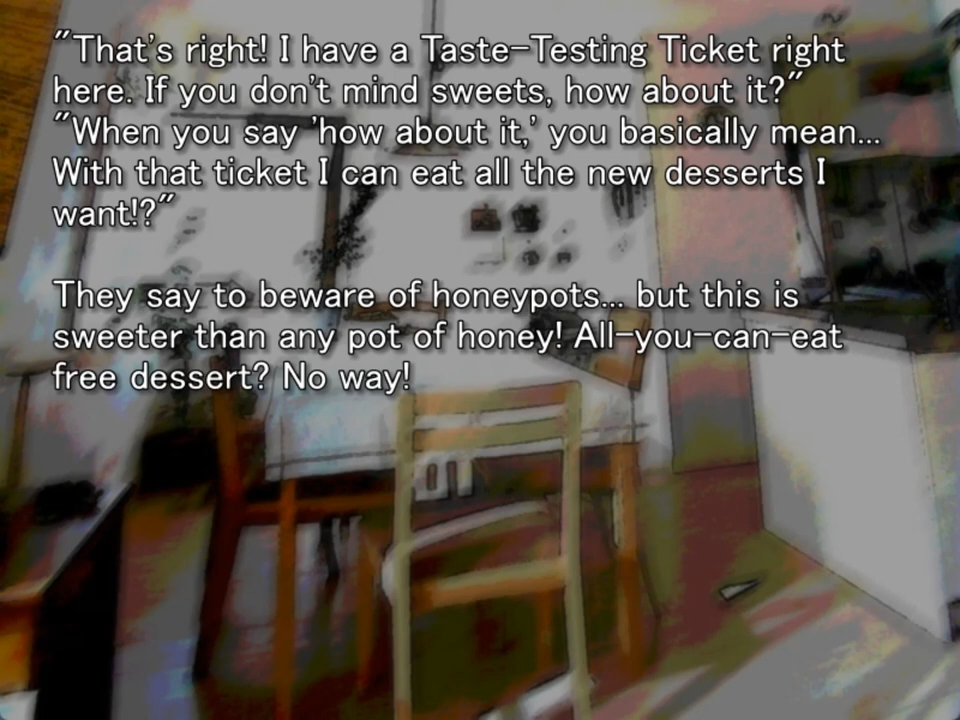 "That's right! I have a Taste-Testing Ticket right
here. If you don't mind sweets, how about it?"
"When you say 'how about it,' you basically mean...
With that ticket I can eat all the new desserts I
want!?"
They say to beware of honeypots... but this is
sweeter than any pot of honey! All-you-can-eat
free dessert? No way!